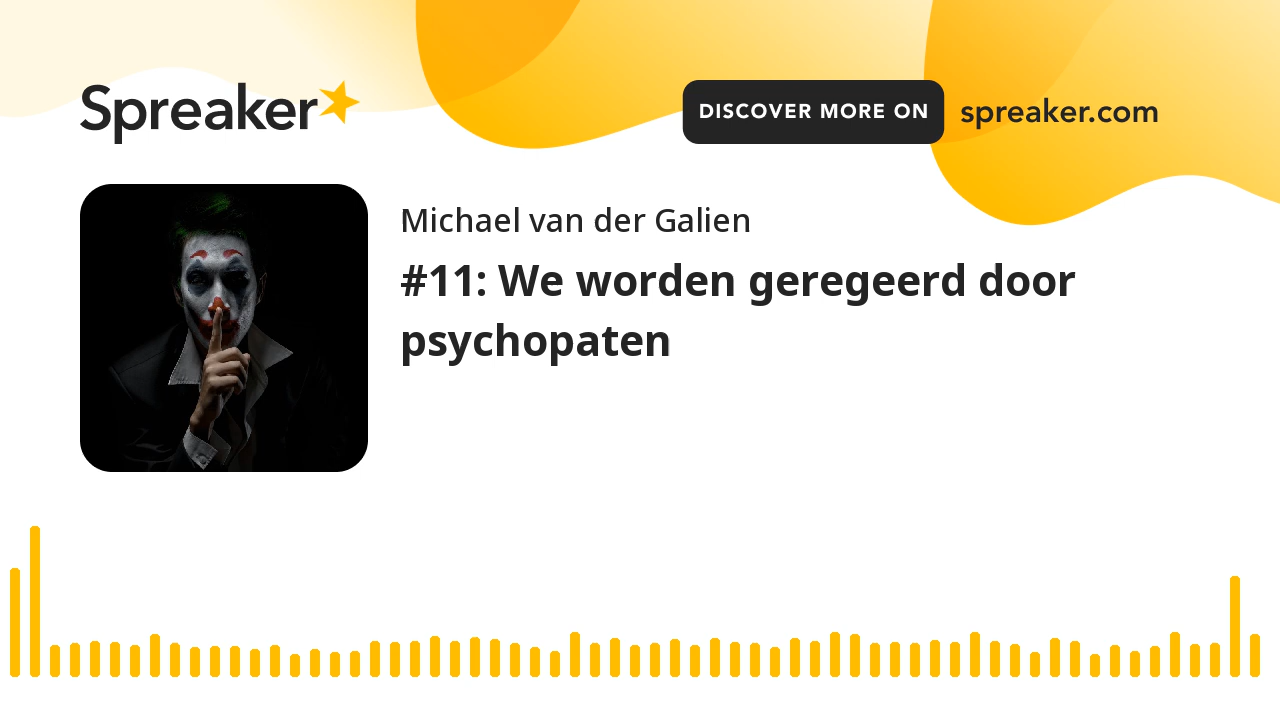 Spreaker
DISCOVER MORE ON
spreaker.com
Michael van der Galien
#11: We worden geregeerd door
psychopaten